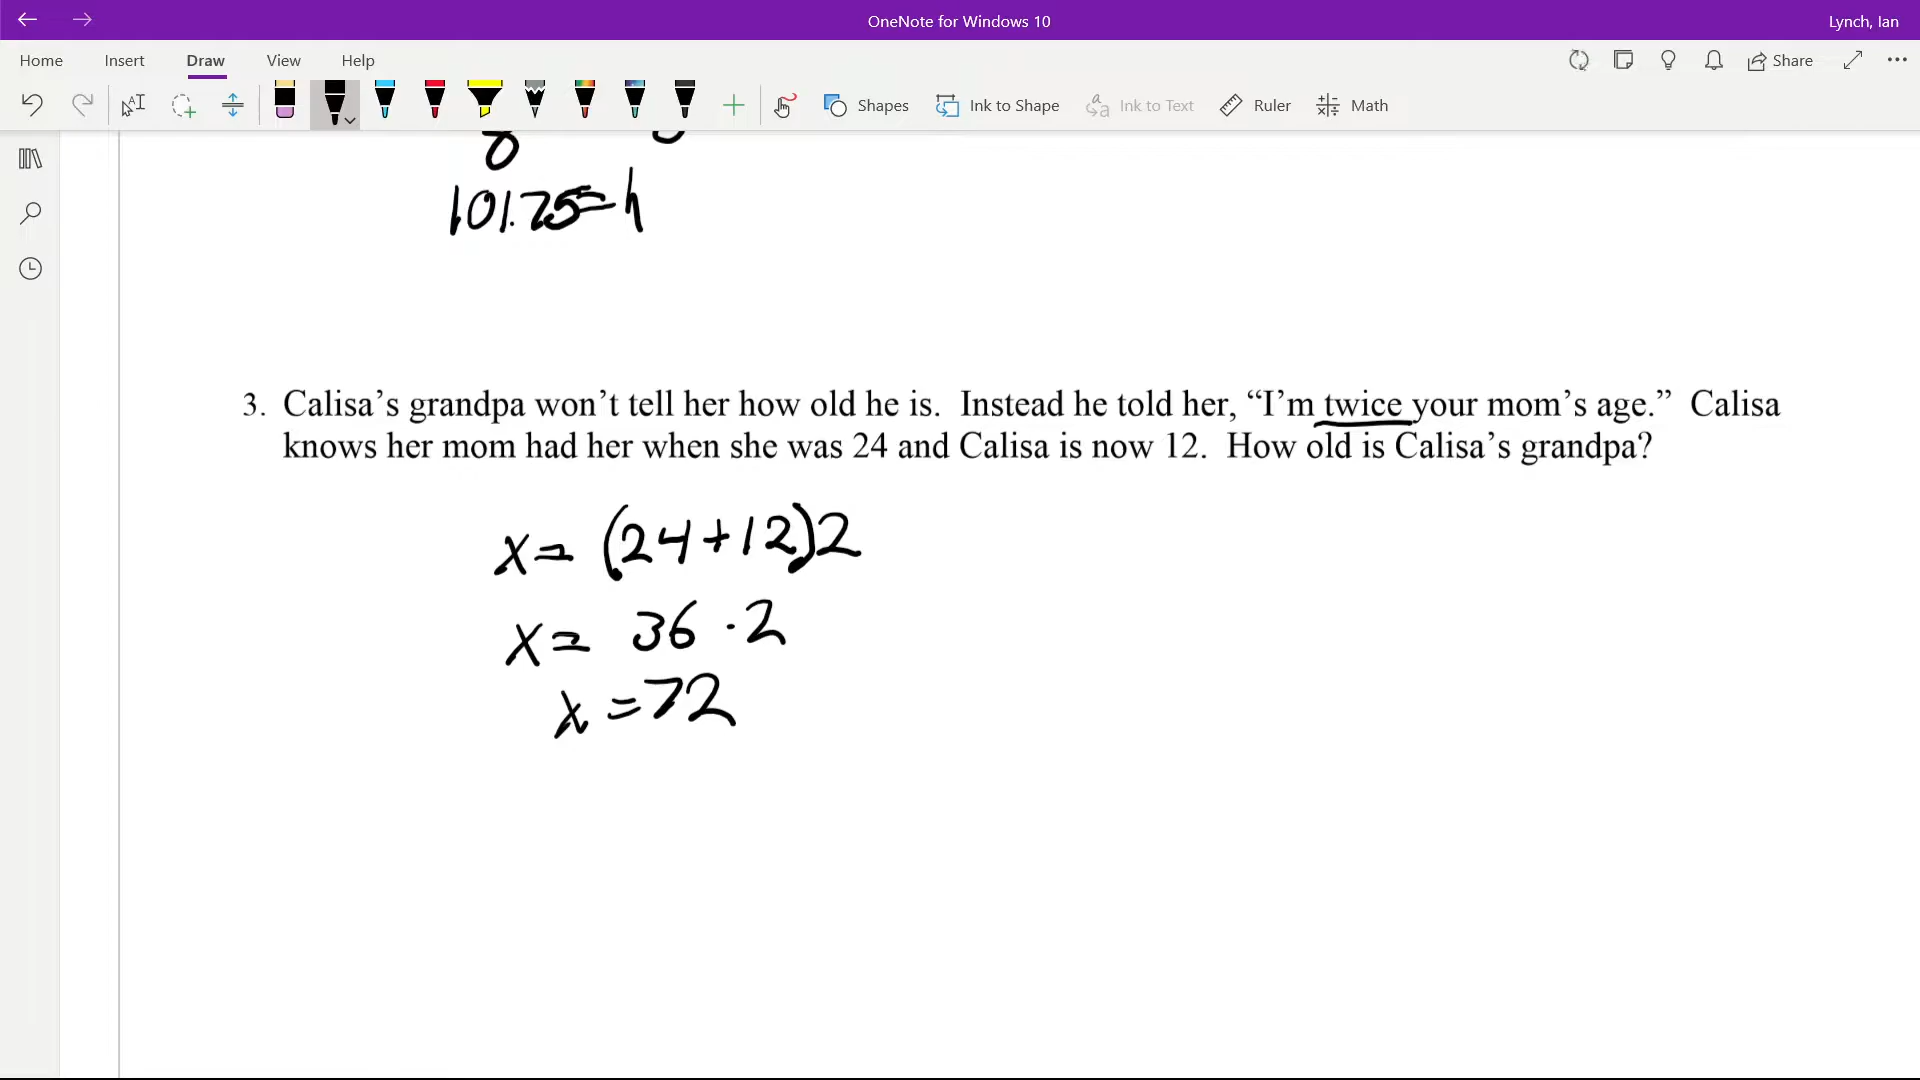 OneNote for Windows 10
Lynch, Ian
Home Insert Draw View Help
Share
Shapes Ink to Shape Ink to Text Ruler Math
8
101.75=h
3. Calisa’s grandpa won’t tell her how old he is. Instead he told her, “I’m twice your mom’s age.” Calisa
knows her mom had her when she was 24 and Calisa is now 12. How old is Calisa’s grandpa?
x= (24+12)2
x= 36 · 2
x =72